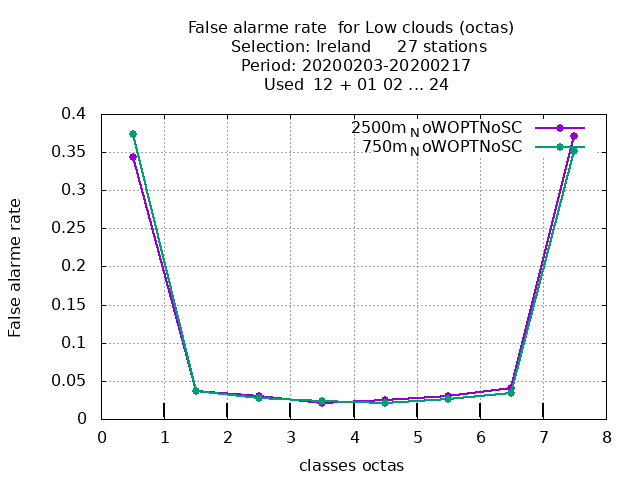 False alarme rate  for Low clouds (octas)
Selection: Ireland     27 stations
Period: 20200203-20200217
Used  12 + 01 02 ... 24
2500m_NoWOPTNoSC
750m_NoWOPTNoSC
0.4
0.35
0.3
0.25
0.2
0.15
0.1
0.05
0
False alarme rate
0 1 2 3 4 5 6 7 8
classes octas